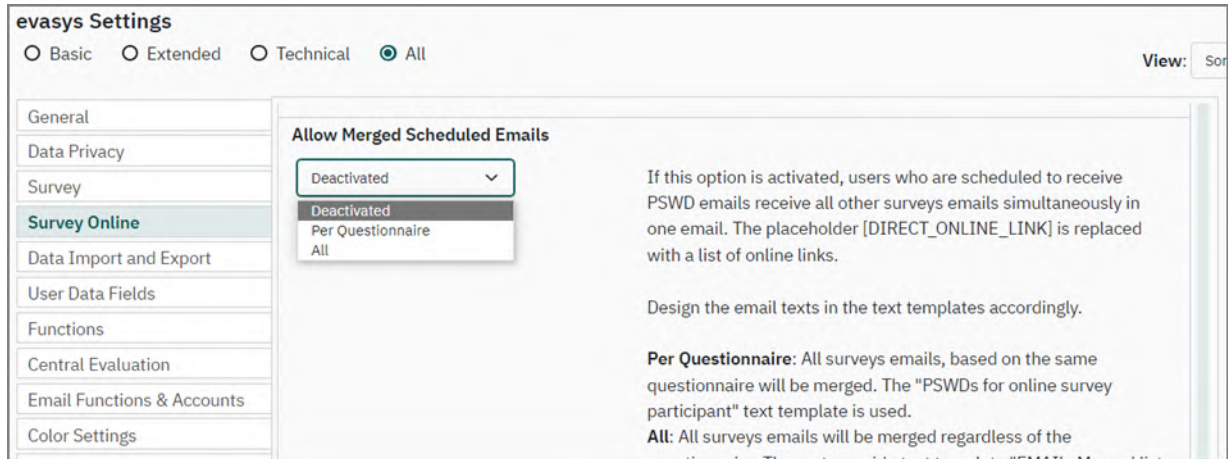 evasys Settings
Basic Extended Technical All
View: Sor
General
Data Privacy
Survey
Survey Online
Data Import and Export
User Data Fields
Functions
Central Evaluation
Email Functions & Accounts
Color Settings
Allow Merged Scheduled Emails
Deactivated
Deactivated
Per Questionnaire
All
If this option is activated, users who are scheduled to receive
PSWD emails receive all other surveys emails simultaneously in
one email. The placeholder [DIRECT_ONLINE_LINK] is replaced
with a list of online links.
Design the email texts in the text templates accordingly.
Per Questionnaire: All surveys emails, based on the same
questionnaire will be merged. The "PSWDs for online survey
participant" text template is used.
All: All surveys emails will be merged regardless of the